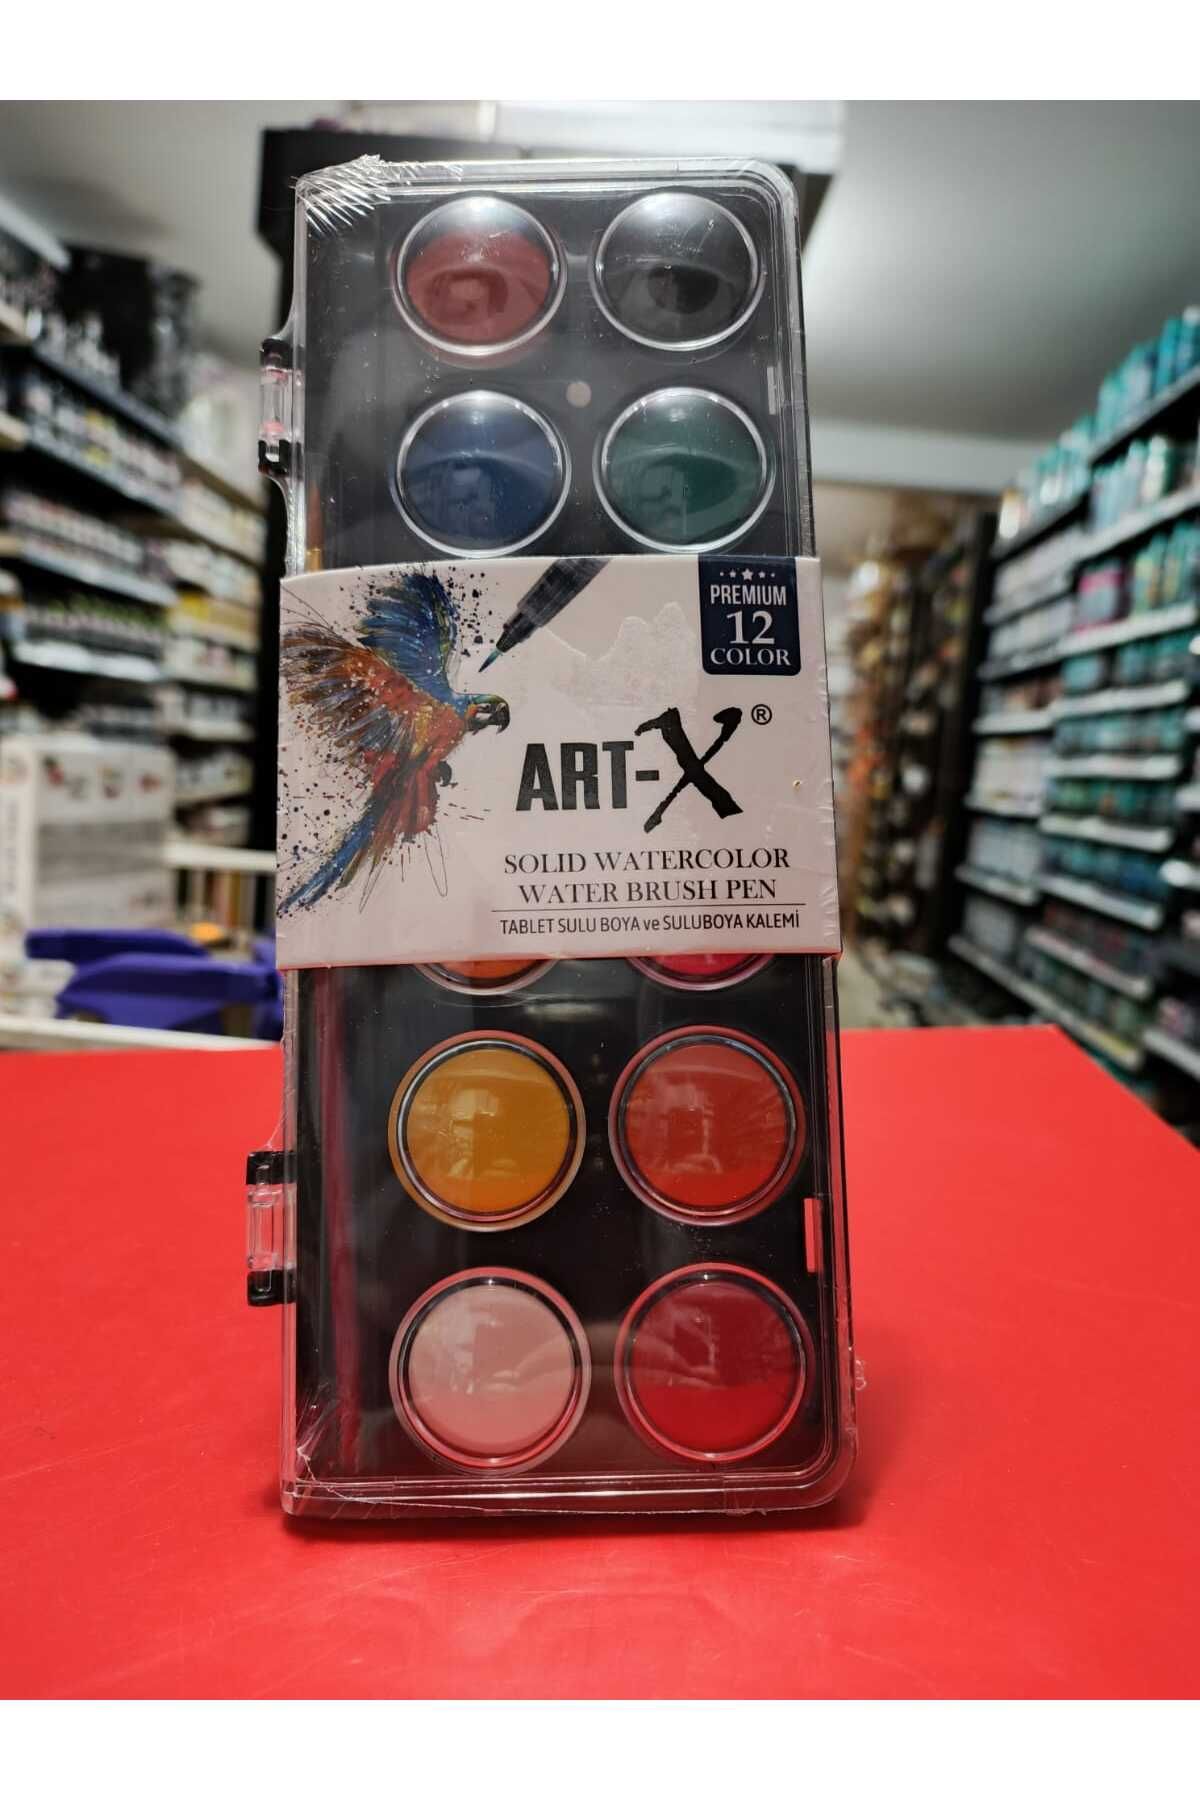 PREMIUM
12
COLOR
ART-X®
SOLID WATERCOLOR
WATER BRUSH PEN
TABLET SULU BOYA ve SULUBOYA KALEMİ